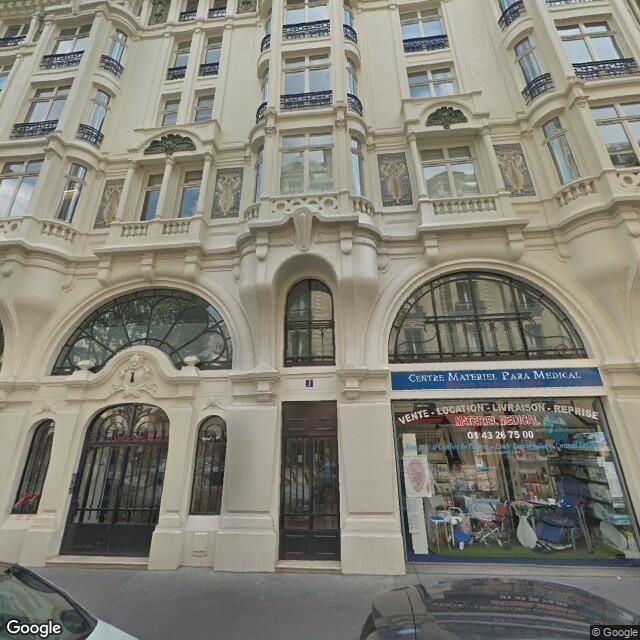 1
CENTRE MATERIEL PARA MEDICAL
VENTE - LOCATION - LIVRAISON - REPRISE
MATERIEL MEDICAL
01 43 26 75 00
Google
© Google